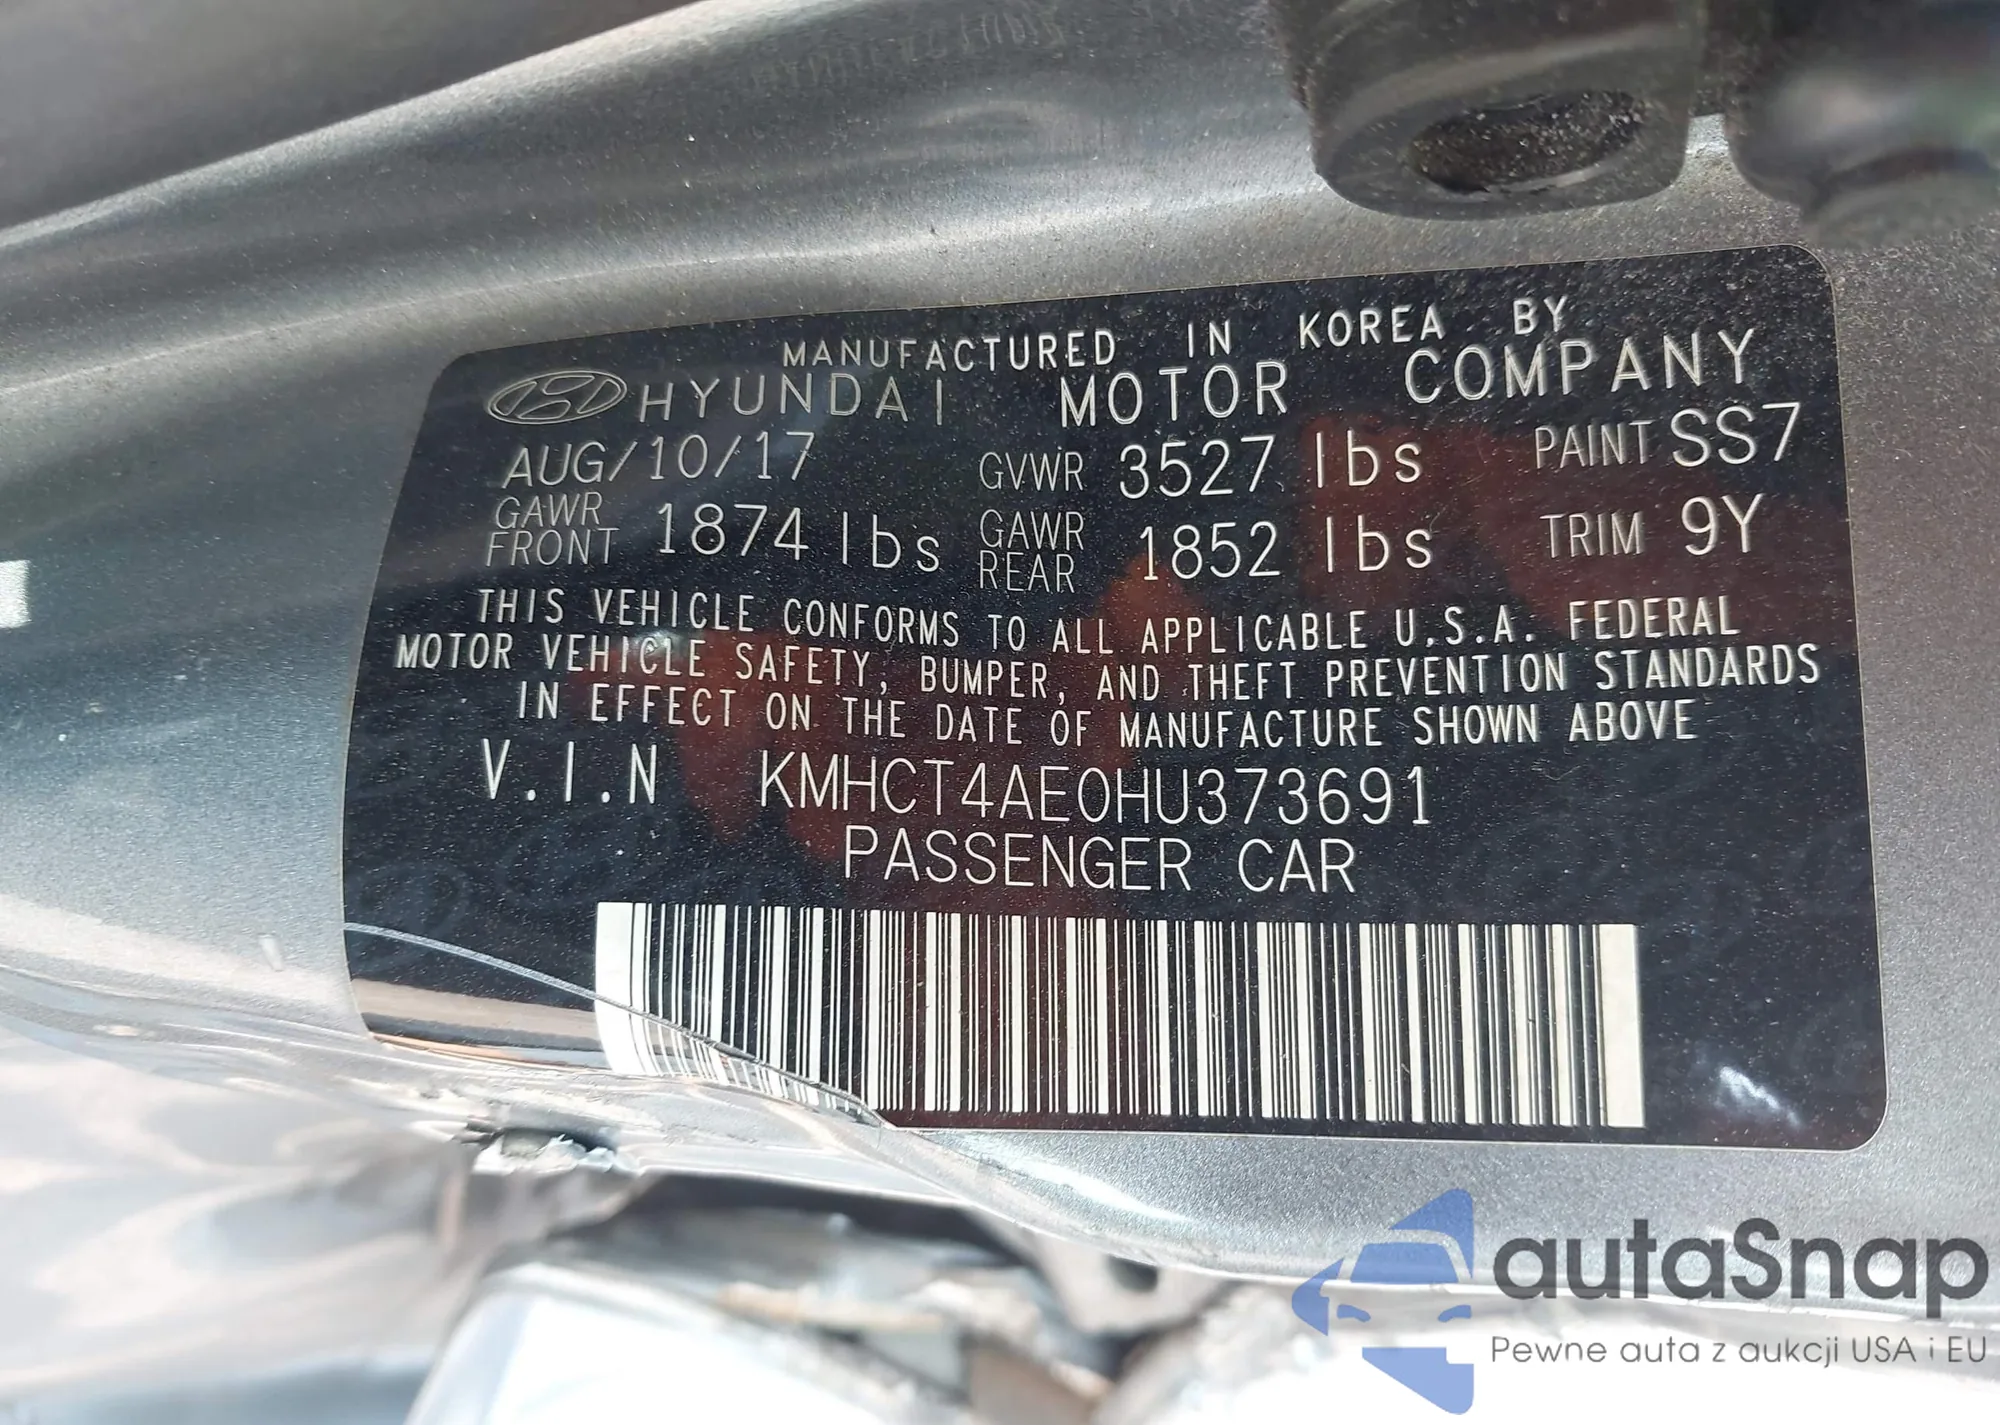 MANUFACTURED IN KOREA BY
HYUNDAI MOTOR COMPANY
AUG/10/17 GVWR 3527 lbs PAINT SS7
GAWR FRONT 1874 lbs GAWR REAR 1852 lbs TRIM 9Y
THIS VEHICLE CONFORMS TO ALL APPLICABLE U.S.A. FEDERAL
MOTOR VEHICLE SAFETY, BUMPER, AND THEFT PREVENTION STANDARDS
IN EFFECT ON THE DATE OF MANUFACTURE SHOWN ABOVE
V.I.N KMHCT4AE0HU373691
PASSENGER CAR
autaSnap
Pewne auta z aukcji USA i EU